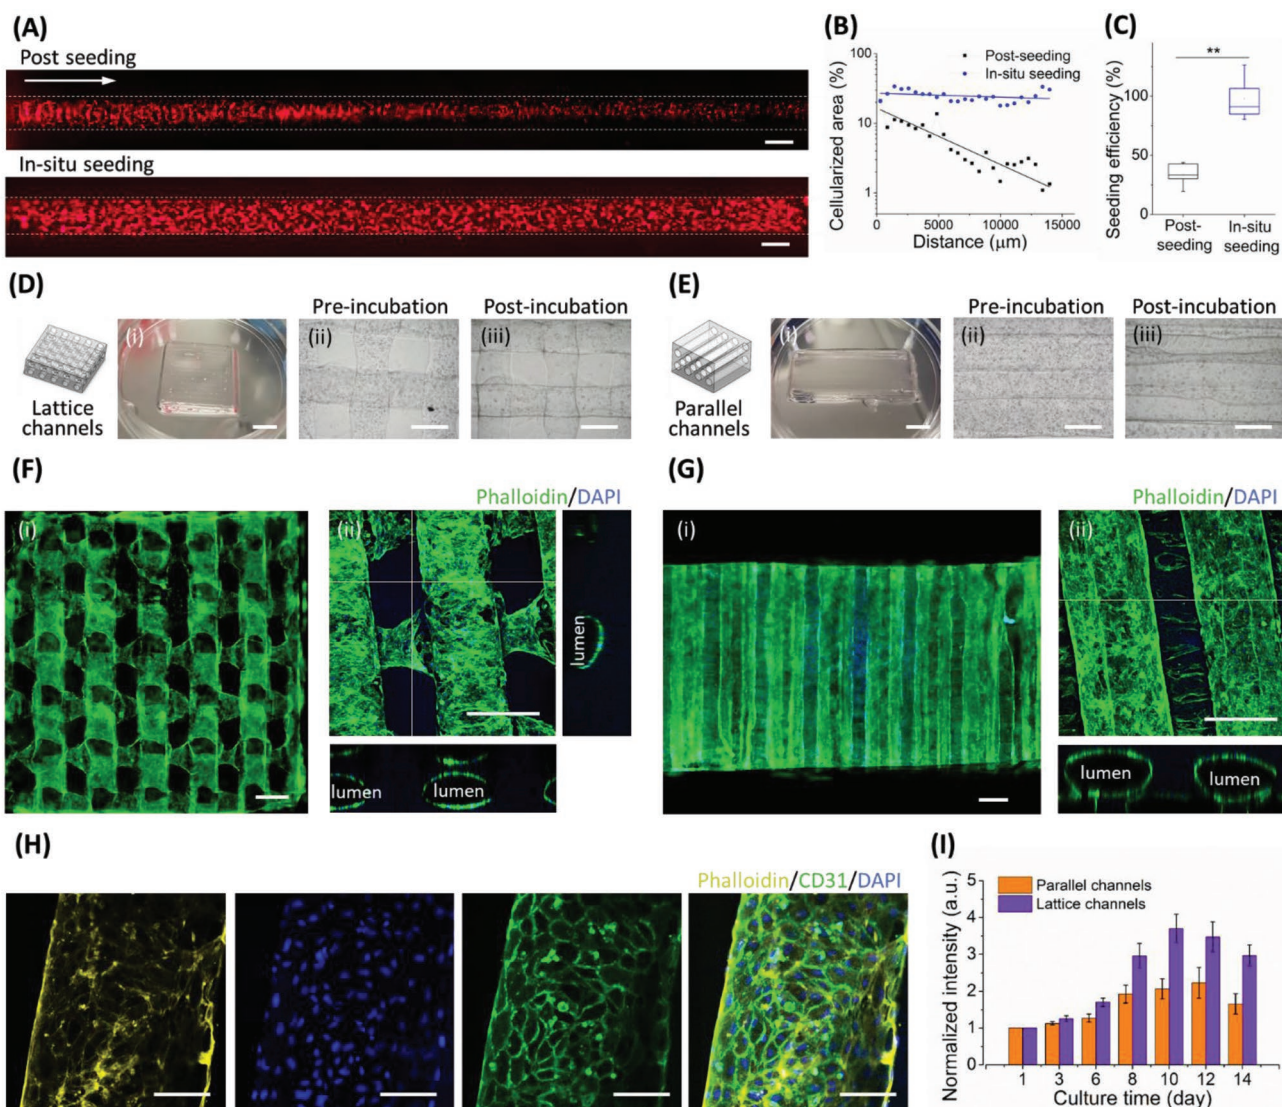 (A)
Post seeding
In-situ seeding
(B)
Cellularized area (%)
100
10
1
Post-seeding
In-situ seeding
0
5000
10000
15000
Distance (μm)
(C)
Seeding efficiency (%)
100
50
0
**
Post-seeding
In-situ seeding
(D)
Lattice channels
(i)
Pre-incubation
(ii)
Post-incubation
(iii)
(E)
Parallel channels
(i)
Pre-incubation
(ii)
Post-incubation
(iii)
(F)
Phalloidin/DAPI
(i)
(ii)
lumen
lumen
lumen
(G)
Phalloidin/DAPI
(i)
(ii)
lumen
lumen
(H)
Phalloidin/CD31/DAPI
(I)
Normalized intensity (a.u.)
5
4
3
2
1
0
Parallel channels
Lattice channels
1 3 6 8 10 12 14
Culture time (day)